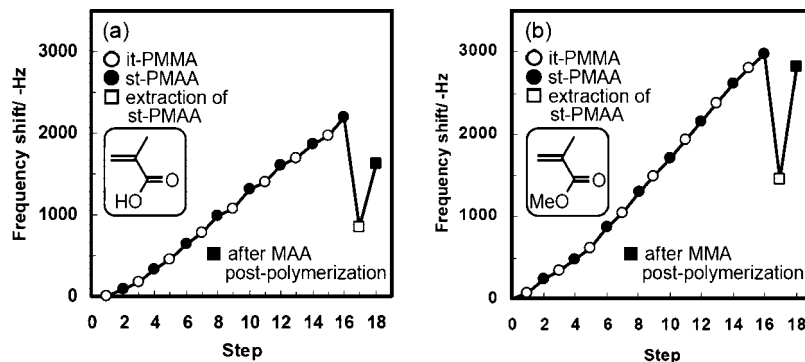 (a)
it-PMMA
st-PMAA
extraction of
st-PMAA
HO
O
after MAA
post-polymerization
Frequency shift/ -Hz
3000
2000
1000
0
0 2 4 6 8 10 12 14 16 18
Step
(b)
it-PMMA
st-PMAA
extraction of
st-PMAA
MeO
O
after MMA
post-polymerization
Frequency shift/ -Hz
3000
2000
1000
0
0 2 4 6 8 10 12 14 16 18
Step